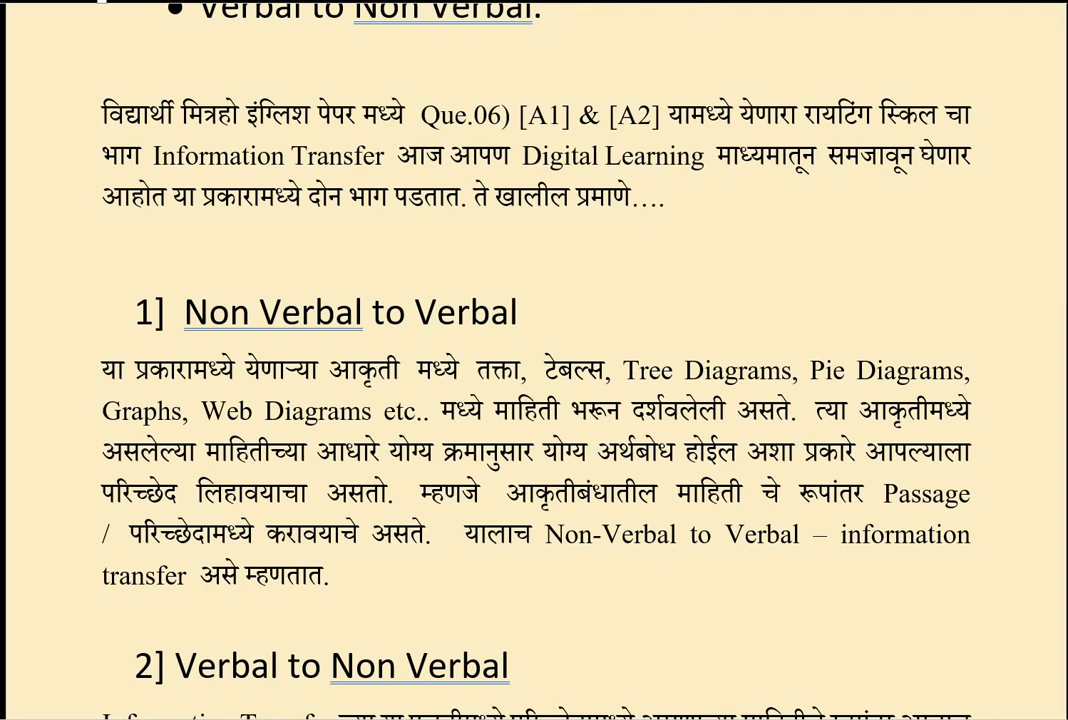 • Verbal to Non Verbal.
विद्यार्थी मित्रहो इंग्लिश पेपर मध्ये Que.06) [A1] & [A2] यामध्ये येणारा रायटिंग स्किल चा
भाग Information Transfer आज आपण Digital Learning माध्यमातून समजावून घेणार
आहोत या प्रकारामध्ये दोन भाग पडतात. ते खालील प्रमाणे….
1] Non Verbal to Verbal
या प्रकारामध्ये येणाऱ्या आकृती मध्ये तक्ता, टेबल्स, Tree Diagrams, Pie Diagrams,
Graphs, Web Diagrams etc.. मध्ये माहिती भरून दर्शवलेली असते. त्या आकृतीमध्ये
असलेल्या माहितीच्या आधारे योग्य क्रमानुसार योग्य अर्थबोध होईल अशा प्रकारे आपल्याला
परिच्छेद लिहावयाचा असतो. म्हणजे आकृतीबंधातील माहिती चे रूपांतर Passage
/ परिच्छेदामध्ये करावयाचे असते. यालाच Non-Verbal to Verbal – information
transfer असे म्हणतात.
2] Verbal to Non Verbal